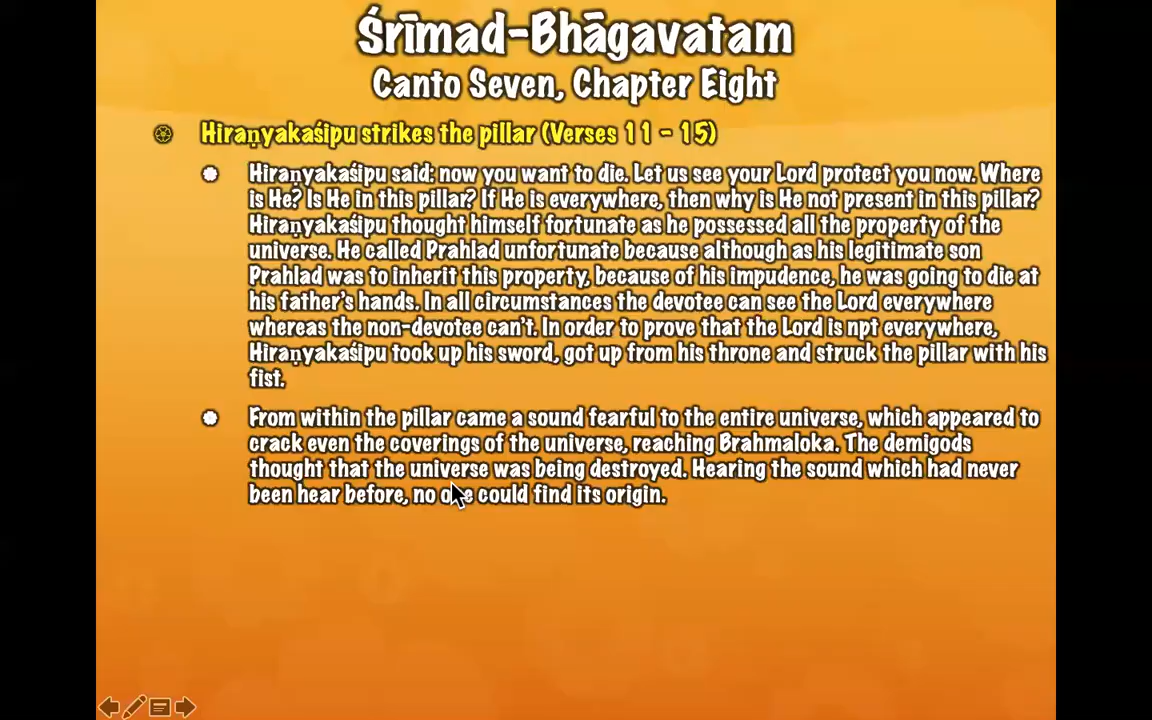 Śrīmad-Bhāgavatam
Canto Seven, Chapter Eight
Hiraṇyakaśipu strikes the pillar (Verses 11 - 15)
Hiraṇyakaśipu said: now you want to die. Let us see your Lord protect you now. Where
is He? Is He in this pillar? If He is everywhere, then why is He not present in this pillar?
Hiraṇyakaśipu thought himself fortunate as he possessed all the property of the
universe. He called Prahlad unfortunate because although as his legitimate son
Prahlad was to inherit this property, because of his impudence, he was going to die at
his father's hands. In all circumstances the devotee can see the Lord everywhere
whereas the non-devotee can't. In order to prove that the Lord is npt everywhere,
Hiraṇyakaśipu took up his sword, got up from his throne and struck the pillar with his
fist.
From within the pillar came a sound fearful to the entire universe, which appeared to
crack even the coverings of the universe, reaching Brahmaloka. The demigods
thought that the universe was being destroyed. Hearing the sound which had never
been hear before, no one could find its origin.